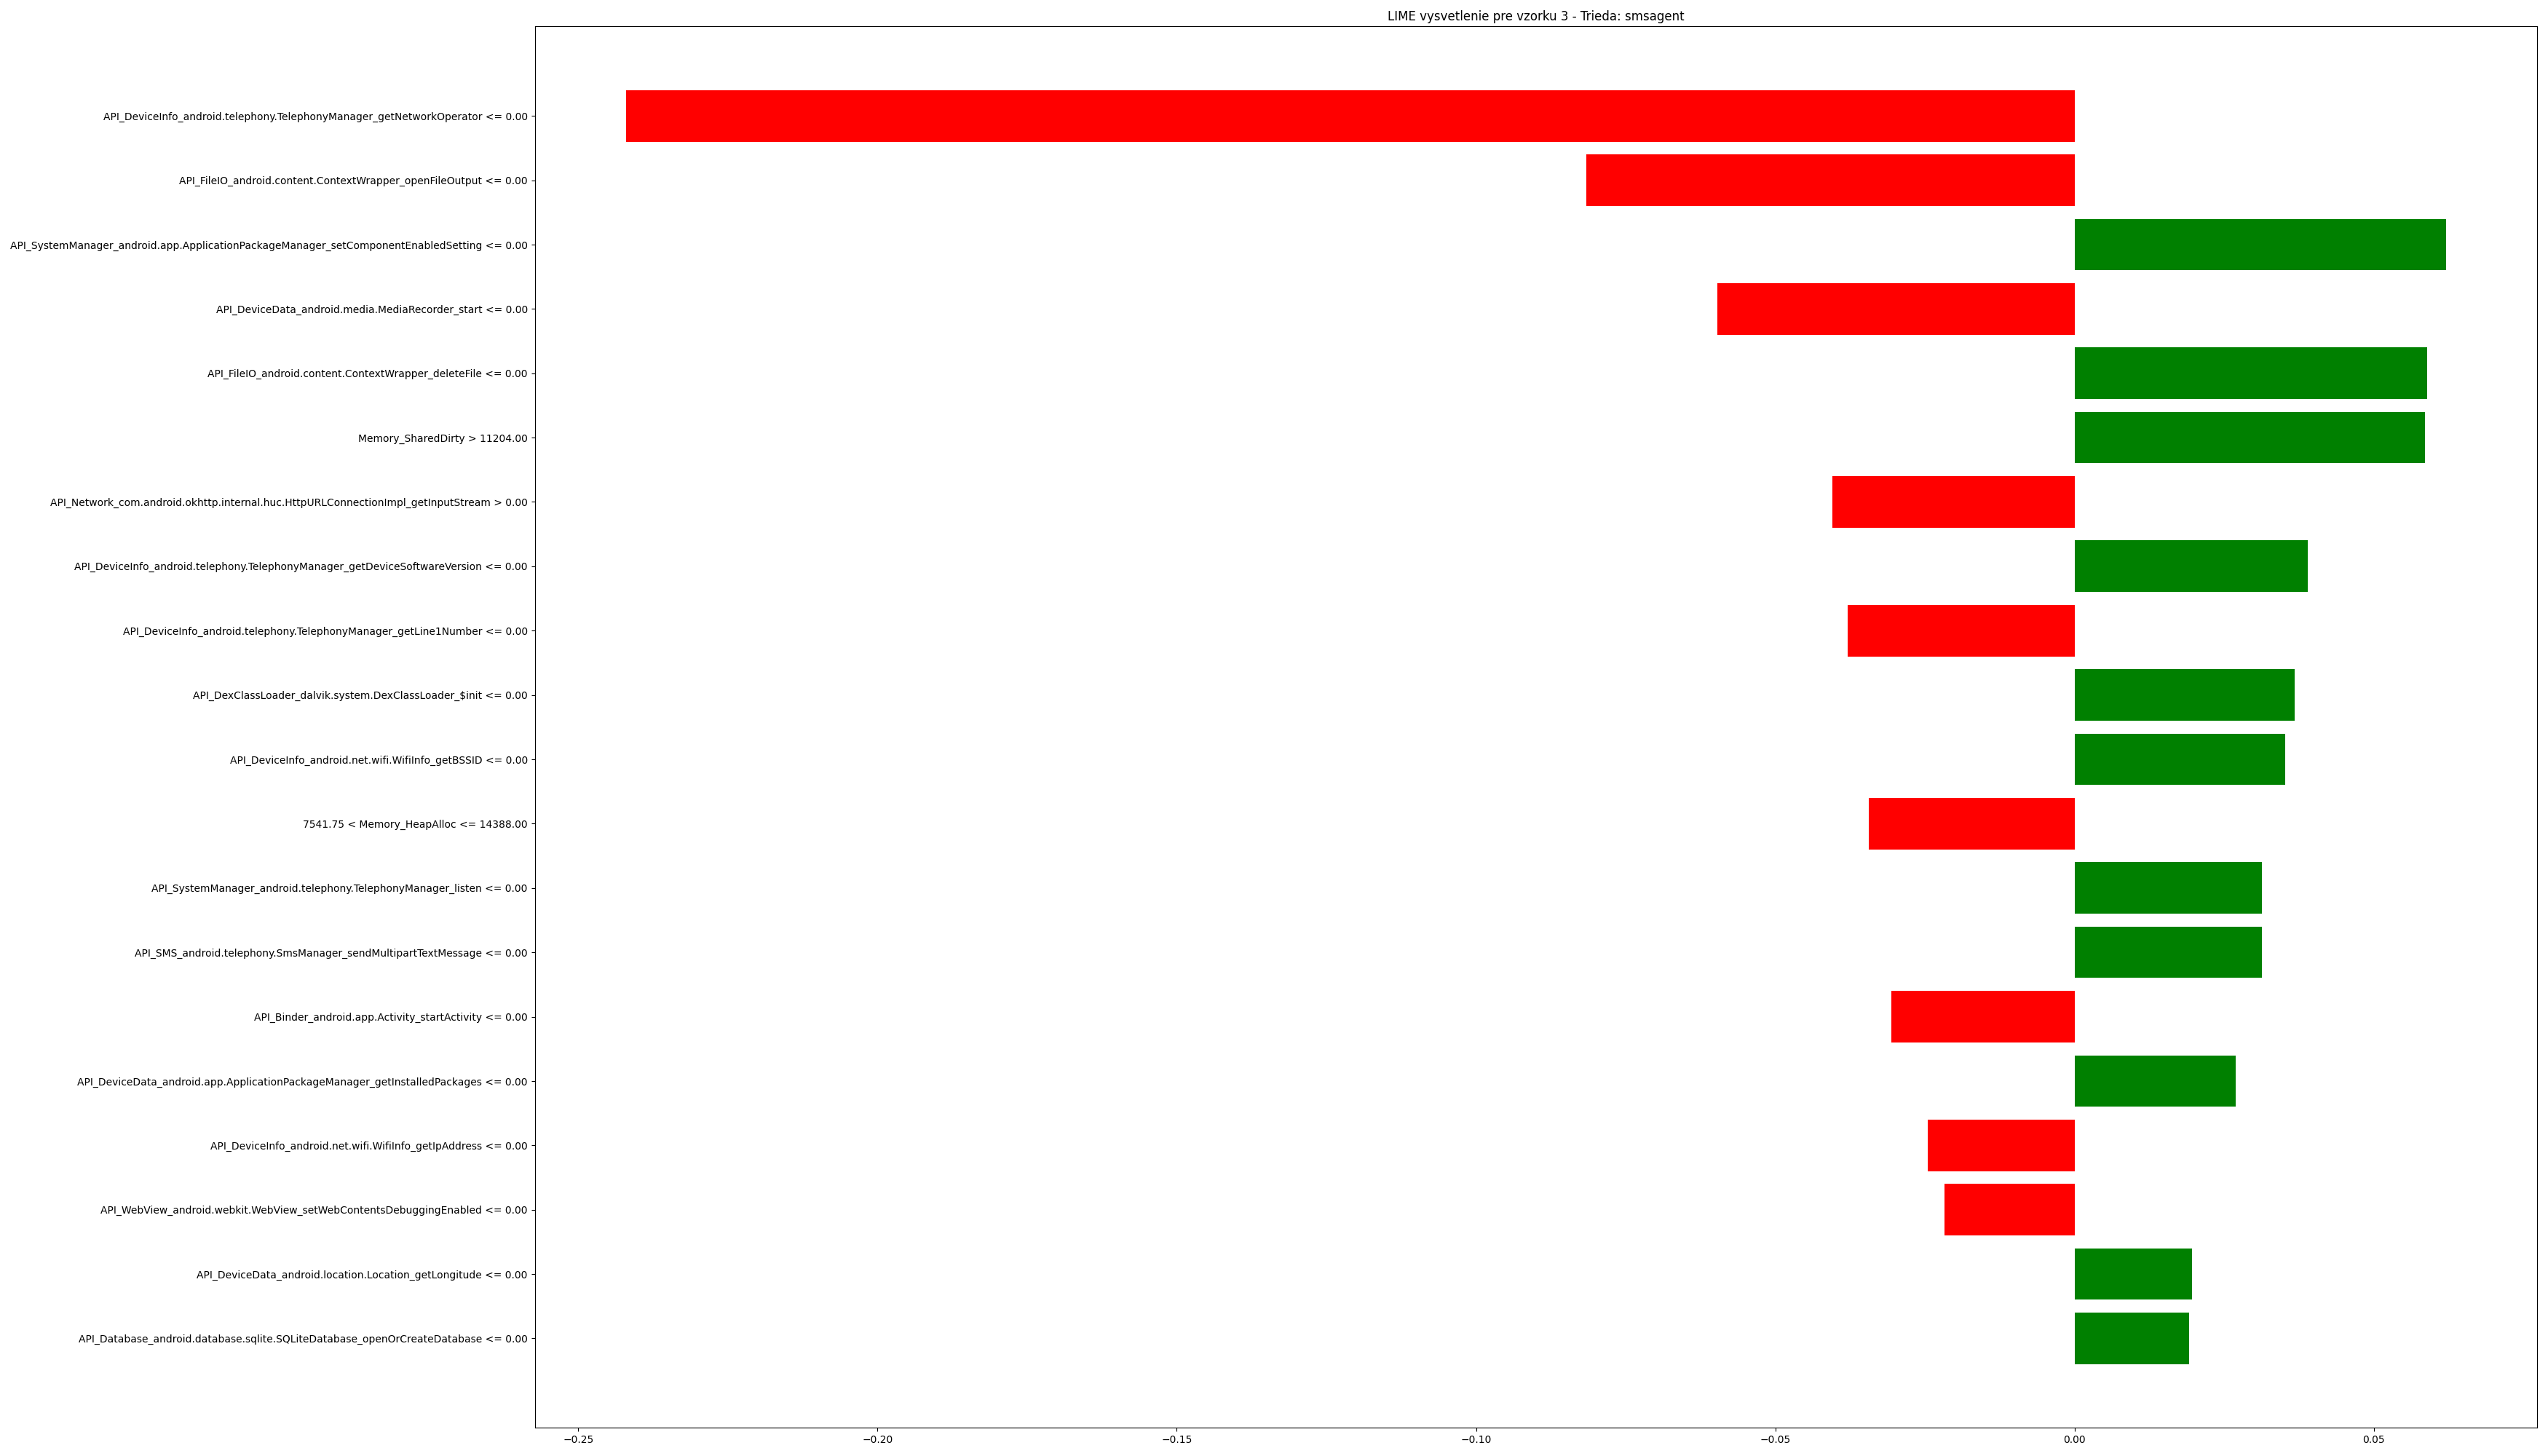 LIME vysvetlenie pre vzorku 3 - Trieda: smsagent
API_DeviceInfo_android.telephony.TelephonyManager_getNetworkOperator <= 0.00
API_FileIO_android.content.ContextWrapper_openFileOutput <= 0.00
API_SystemManager_android.app.ApplicationPackageManager_setComponentEnabledSetting <= 0.00
API_DeviceData_android.media.MediaRecorder_start <= 0.00
API_FileIO_android.content.ContextWrapper_deleteFile <= 0.00
Memory_SharedDirty > 11204.00
API_Network_com.android.okhttp.internal.huc.HttpURLConnectionImpl_getInputStream > 0.00
API_DeviceInfo_android.telephony.TelephonyManager_getDeviceSoftwareVersion <= 0.00
API_DeviceInfo_android.telephony.TelephonyManager_getLine1Number <= 0.00
API_DexClassLoader_dalvik.system.DexClassLoader_$init <= 0.00
API_DeviceInfo_android.net.wifi.WifiInfo_getBSSID <= 0.00
7541.75 < Memory_HeapAlloc <= 14388.00
API_SystemManager_android.telephony.TelephonyManager_listen <= 0.00
API_SMS_android.telephony.SmsManager_sendMultipartTextMessage <= 0.00
API_Binder_android.app.Activity_startActivity <= 0.00
API_DeviceData_android.app.ApplicationPackageManager_getInstalledPackages <= 0.00
API_DeviceInfo_android.net.wifi.WifiInfo_getIpAddress <= 0.00
API_WebView_android.webkit.WebView_setWebContentsDebuggingEnabled <= 0.00
API_DeviceData_android.location.Location_getLongitude <= 0.00
API_Database_android.database.sqlite.SQLiteDatabase_openOrCreateDatabase <= 0.00
−0.25 −0.20 −0.15 −0.10 −0.05 0.00 0.05